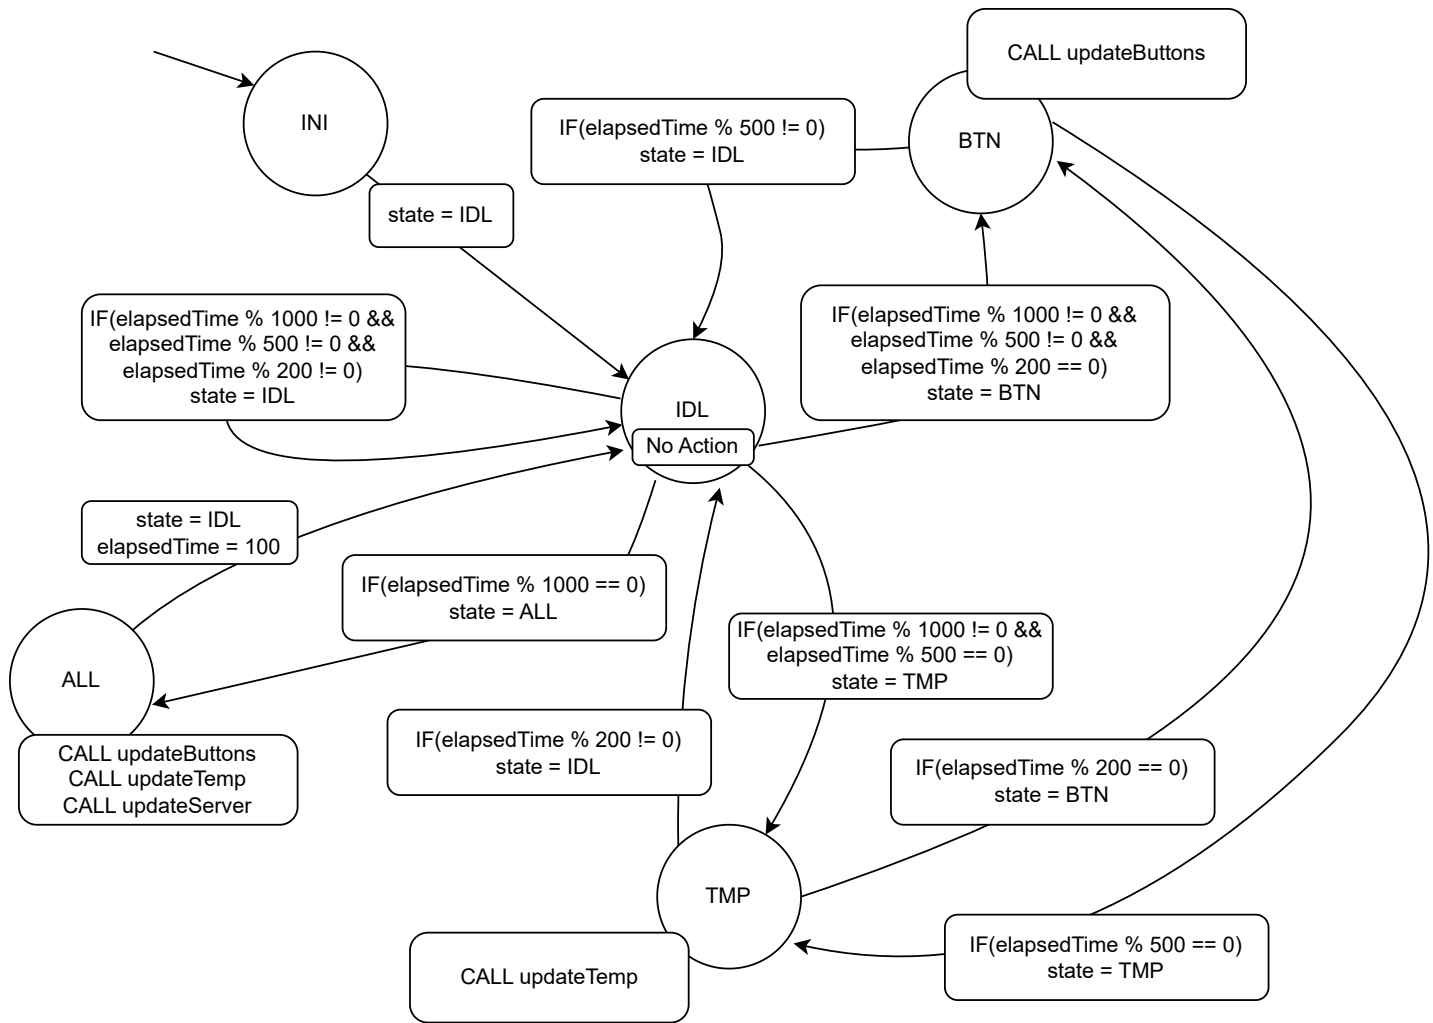 CALL updateButtons
INI
IF(elapsedTime % 500 != 0)
state = IDL
BTN
state = IDL
IF(elapsedTime % 1000 != 0 &&
elapsedTime % 500 != 0 &&
elapsedTime % 200 != 0)
state = IDL
IF(elapsedTime % 1000 != 0 &&
elapsedTime % 500 != 0 &&
elapsedTime % 200 == 0)
state = BTN
IDL
No Action
state = IDL
elapsedTime = 100
IF(elapsedTime % 1000 == 0)
state = ALL
IF(elapsedTime % 1000 != 0 &&
elapsedTime % 500 == 0)
state = TMP
ALL
CALL updateButtons
CALL updateTemp
CALL updateServer
IF(elapsedTime % 200 != 0)
state = IDL
IF(elapsedTime % 200 == 0)
state = BTN
TMP
CALL updateTemp
IF(elapsedTime % 500 == 0)
state = TMP